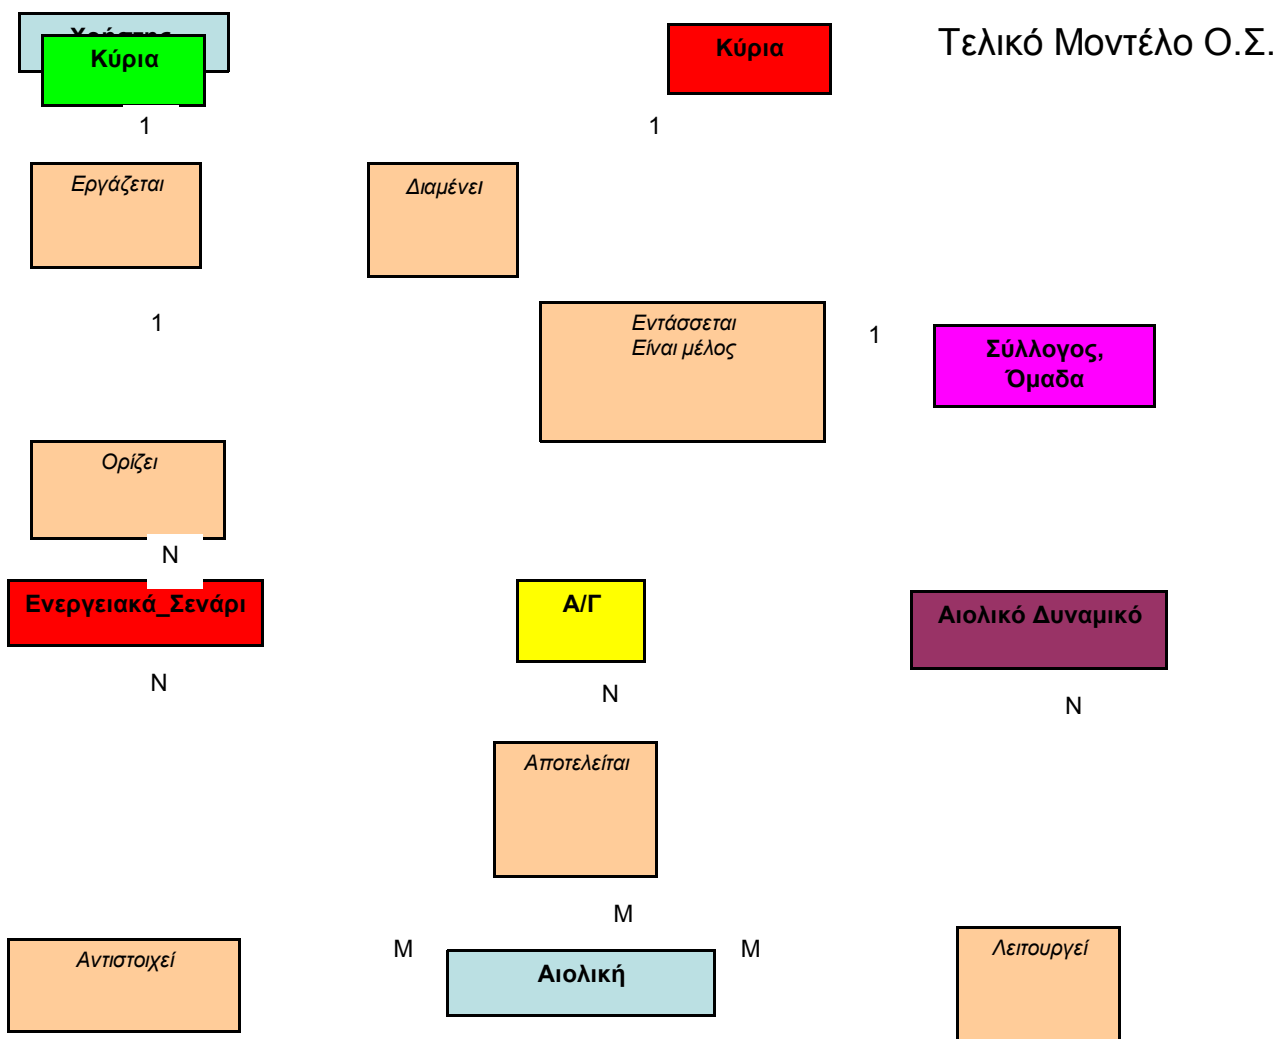 Τελικό Μοντέλο Ο.Σ.
Κύρια
Κύρια
1
1
Εργάζεται
Διαμένει
1
Εντάσσεται
Είναι μέλος
1
Σύλλογος,
Όμαδα
Ορίζει
N
Ενεργειακά_Σενάρι
Α/Γ
Αιολικό Δυναμικό
N
N
N
Αποτελείται
M
Αντιστοιχεί
M
Αιολική
M
Λειτουργεί